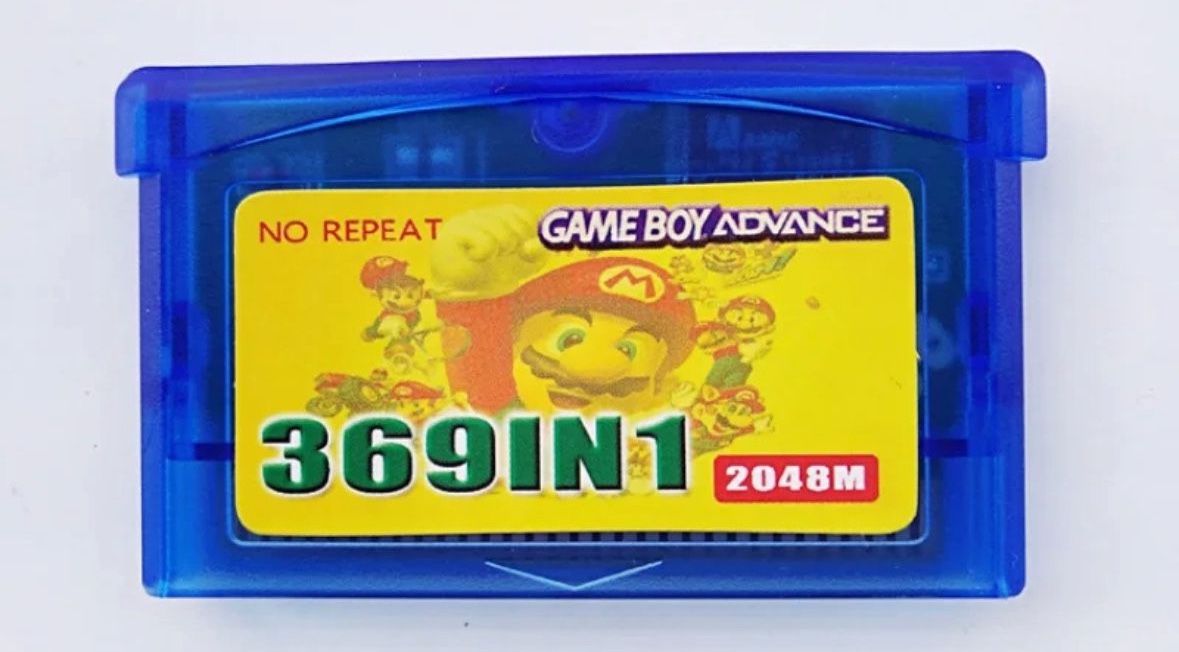 NO REPEAT
GAME BOY ADVANCE
M
369IN1
2048M